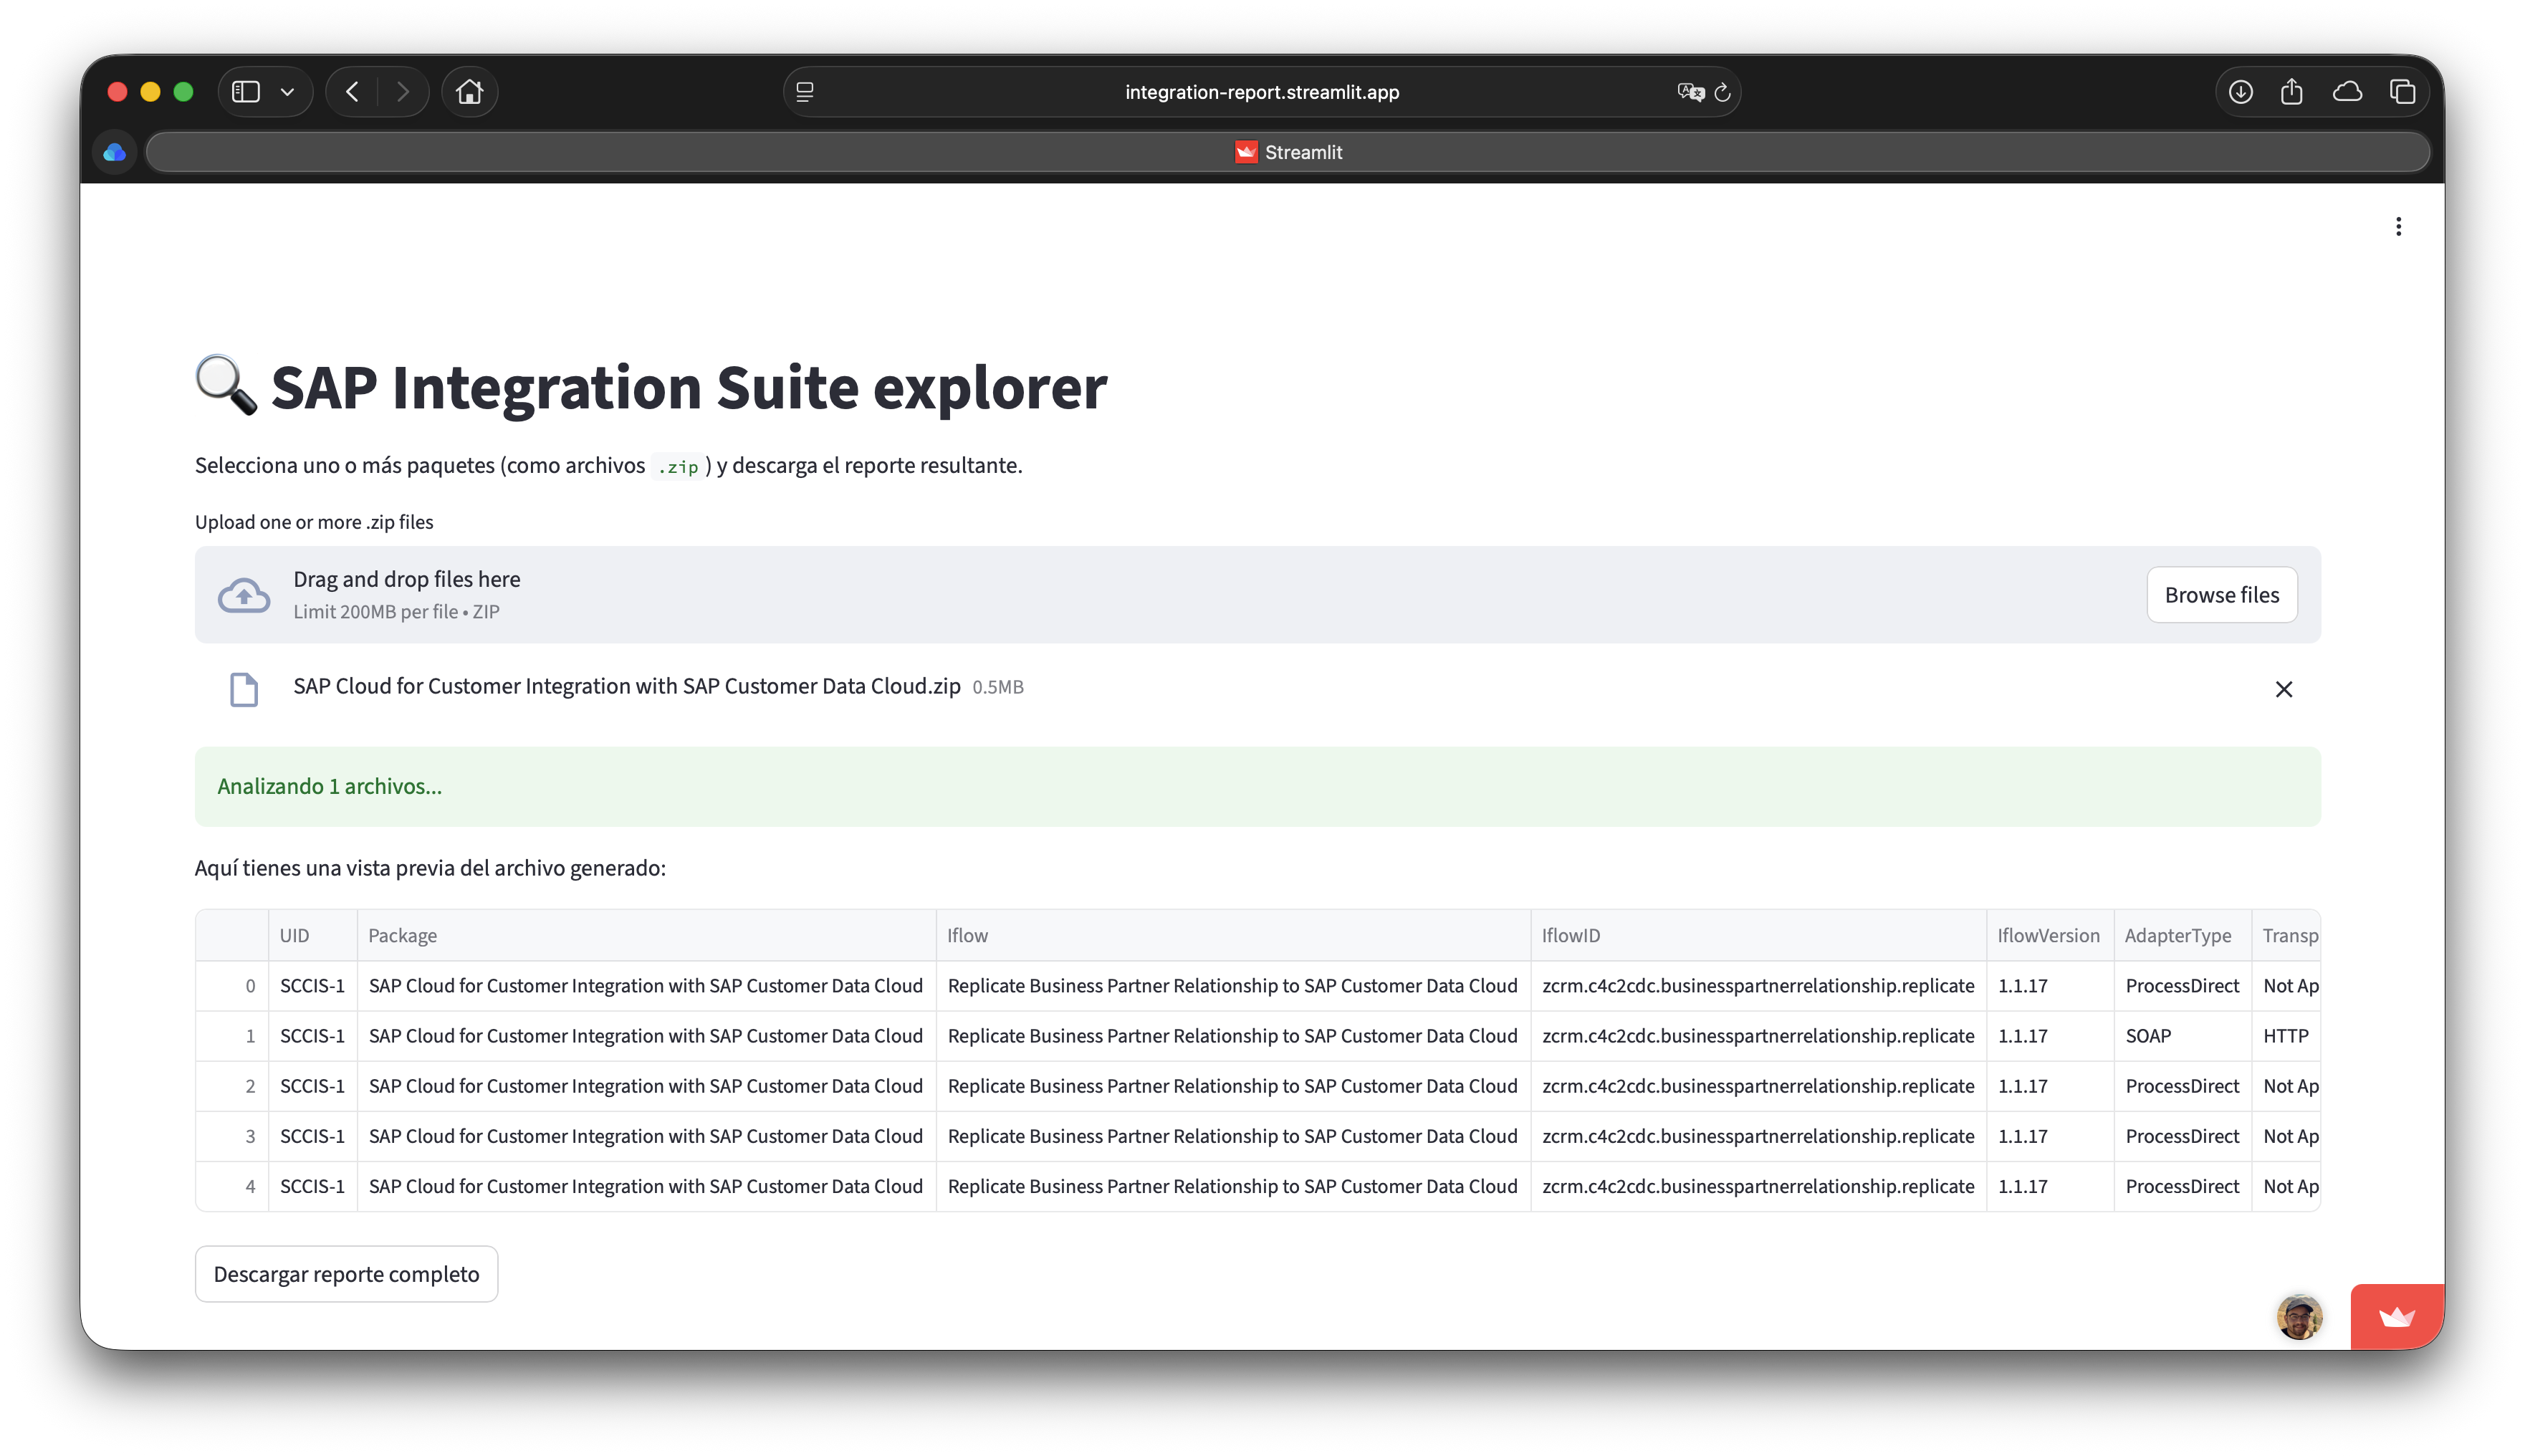 integration-report.streamlit.app
Streamlit
SAP Integration Suite explorer
Selecciona uno o más paquetes (como archivos .zip) y descarga el reporte resultante.
Upload one or more .zip files
Drag and drop files here
Limit 200MB per file • ZIP
Browse files
SAP Cloud for Customer Integration with SAP Customer Data Cloud.zip 0.5MB
Analizando 1 archivos...
Aquí tienes una vista previa del archivo generado:
UID Package Iflow IflowID IflowVersion AdapterType Transp
0 SCCIS-1 SAP Cloud for Customer Integration with SAP Customer Data Cloud Replicate Business Partner Relationship to SAP Customer Data Cloud zcrm.c4c2cdc.businesspartnerrelationship.replicate 1.1.17 ProcessDirect Not Ap
1 SCCIS-1 SAP Cloud for Customer Integration with SAP Customer Data Cloud Replicate Business Partner Relationship to SAP Customer Data Cloud zcrm.c4c2cdc.businesspartnerrelationship.replicate 1.1.17 SOAP HTTP
2 SCCIS-1 SAP Cloud for Customer Integration with SAP Customer Data Cloud Replicate Business Partner Relationship to SAP Customer Data Cloud zcrm.c4c2cdc.businesspartnerrelationship.replicate 1.1.17 ProcessDirect Not Ap
3 SCCIS-1 SAP Cloud for Customer Integration with SAP Customer Data Cloud Replicate Business Partner Relationship to SAP Customer Data Cloud zcrm.c4c2cdc.businesspartnerrelationship.replicate 1.1.17 ProcessDirect Not Ap
4 SCCIS-1 SAP Cloud for Customer Integration with SAP Customer Data Cloud Replicate Business Partner Relationship to SAP Customer Data Cloud zcrm.c4c2cdc.businesspartnerrelationship.replicate 1.1.17 ProcessDirect Not Ap
Descargar reporte completo